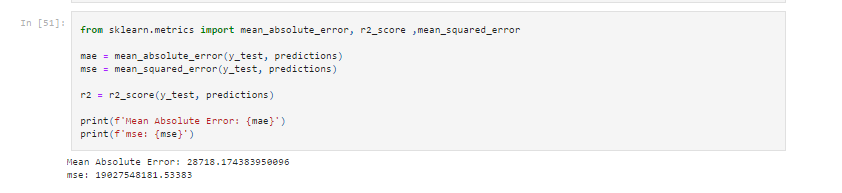 In [51]:
from sklearn.metrics import mean_absolute_error, r2_score ,mean_squared_error
mae = mean_absolute_error(y_test, predictions)
mse = mean_squared_error(y_test, predictions)
r2 = r2_score(y_test, predictions)
print(f'Mean Absolute Error: {mae}')
print(f'mse: {mse}')
Mean Absolute Error: 28718.174383950096
mse: 19027548181.53383